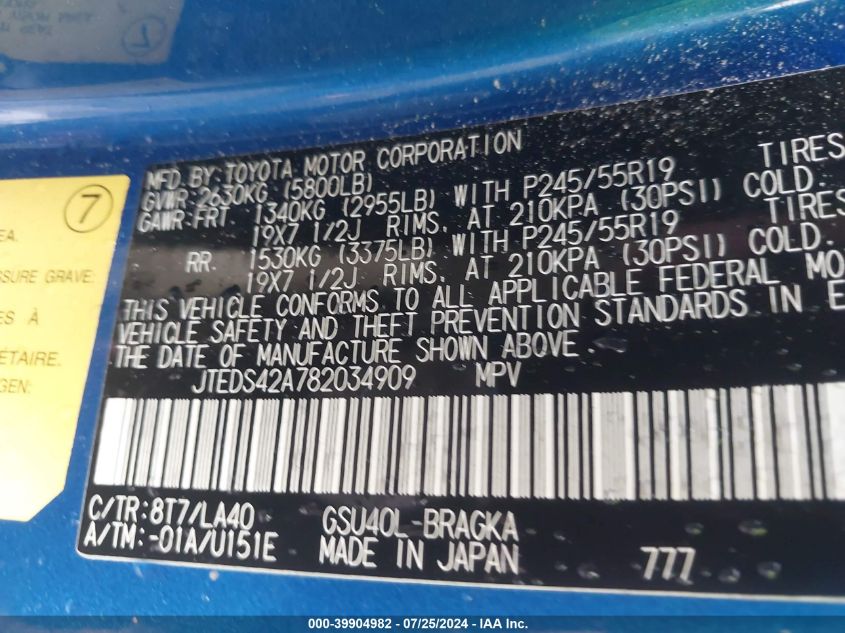 7
MFD. BY: TOYOTA MOTOR CORPORATION
GVWR 2630KG (5800LB)
GAWR-FRT 1340KG (2955LB) WITH P245/55R19 TIRES
19X7 1/2J RIMS. AT 210KPA (30PSI) COLD.
RR 1530KG (3375LB) WITH P245/55R19 TIRES
19X7 1/2J RIMS. AT 210KPA (30PSI) COLD.
THIS VEHICLE CONFORMS TO ALL APPLICABLE FEDERAL MO
VEHICLE SAFETY AND THEFT PREVENTION STANDARDS IN E
THE DATE OF MANUFACTURE SHOWN ABOVE.
JTEDS42A782034909 MPV
C/TR:8T7/LA40 GSU40L-BRAGKA
A/TM:-01A/U151E MADE IN JAPAN 777
EA.
SSURE GRAVE
ES À
ÉTAIRE.
GEN
000-39904982 - 07/25/2024 - IAA Inc.